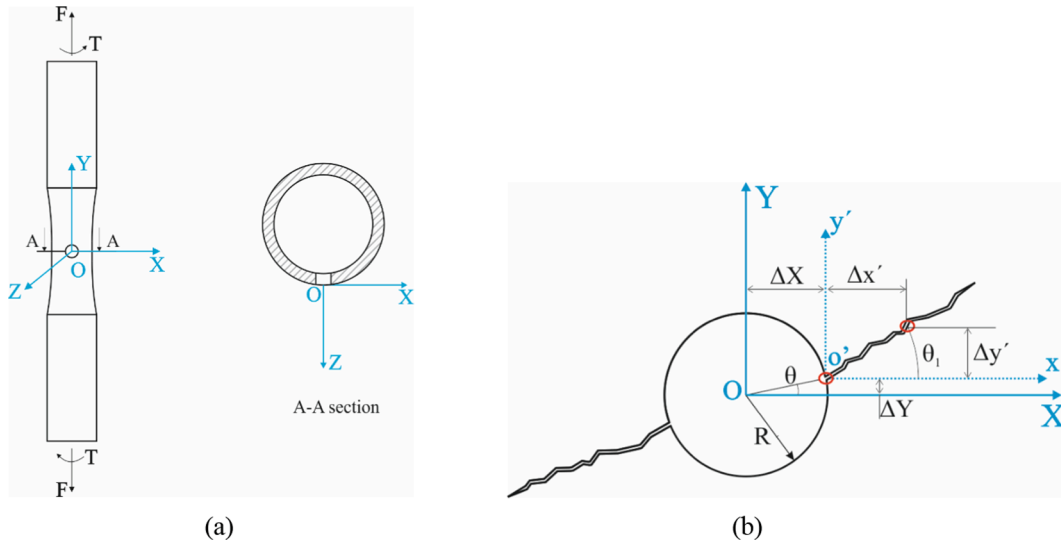 F
T
Y
A
A
O
X
Z
O
X
Z
A-A section
T
F
(a)
Y
y´
ΔX
Δx´
o’
θ
θ₁
Δy´
x
O
X
ΔY
R
(b)